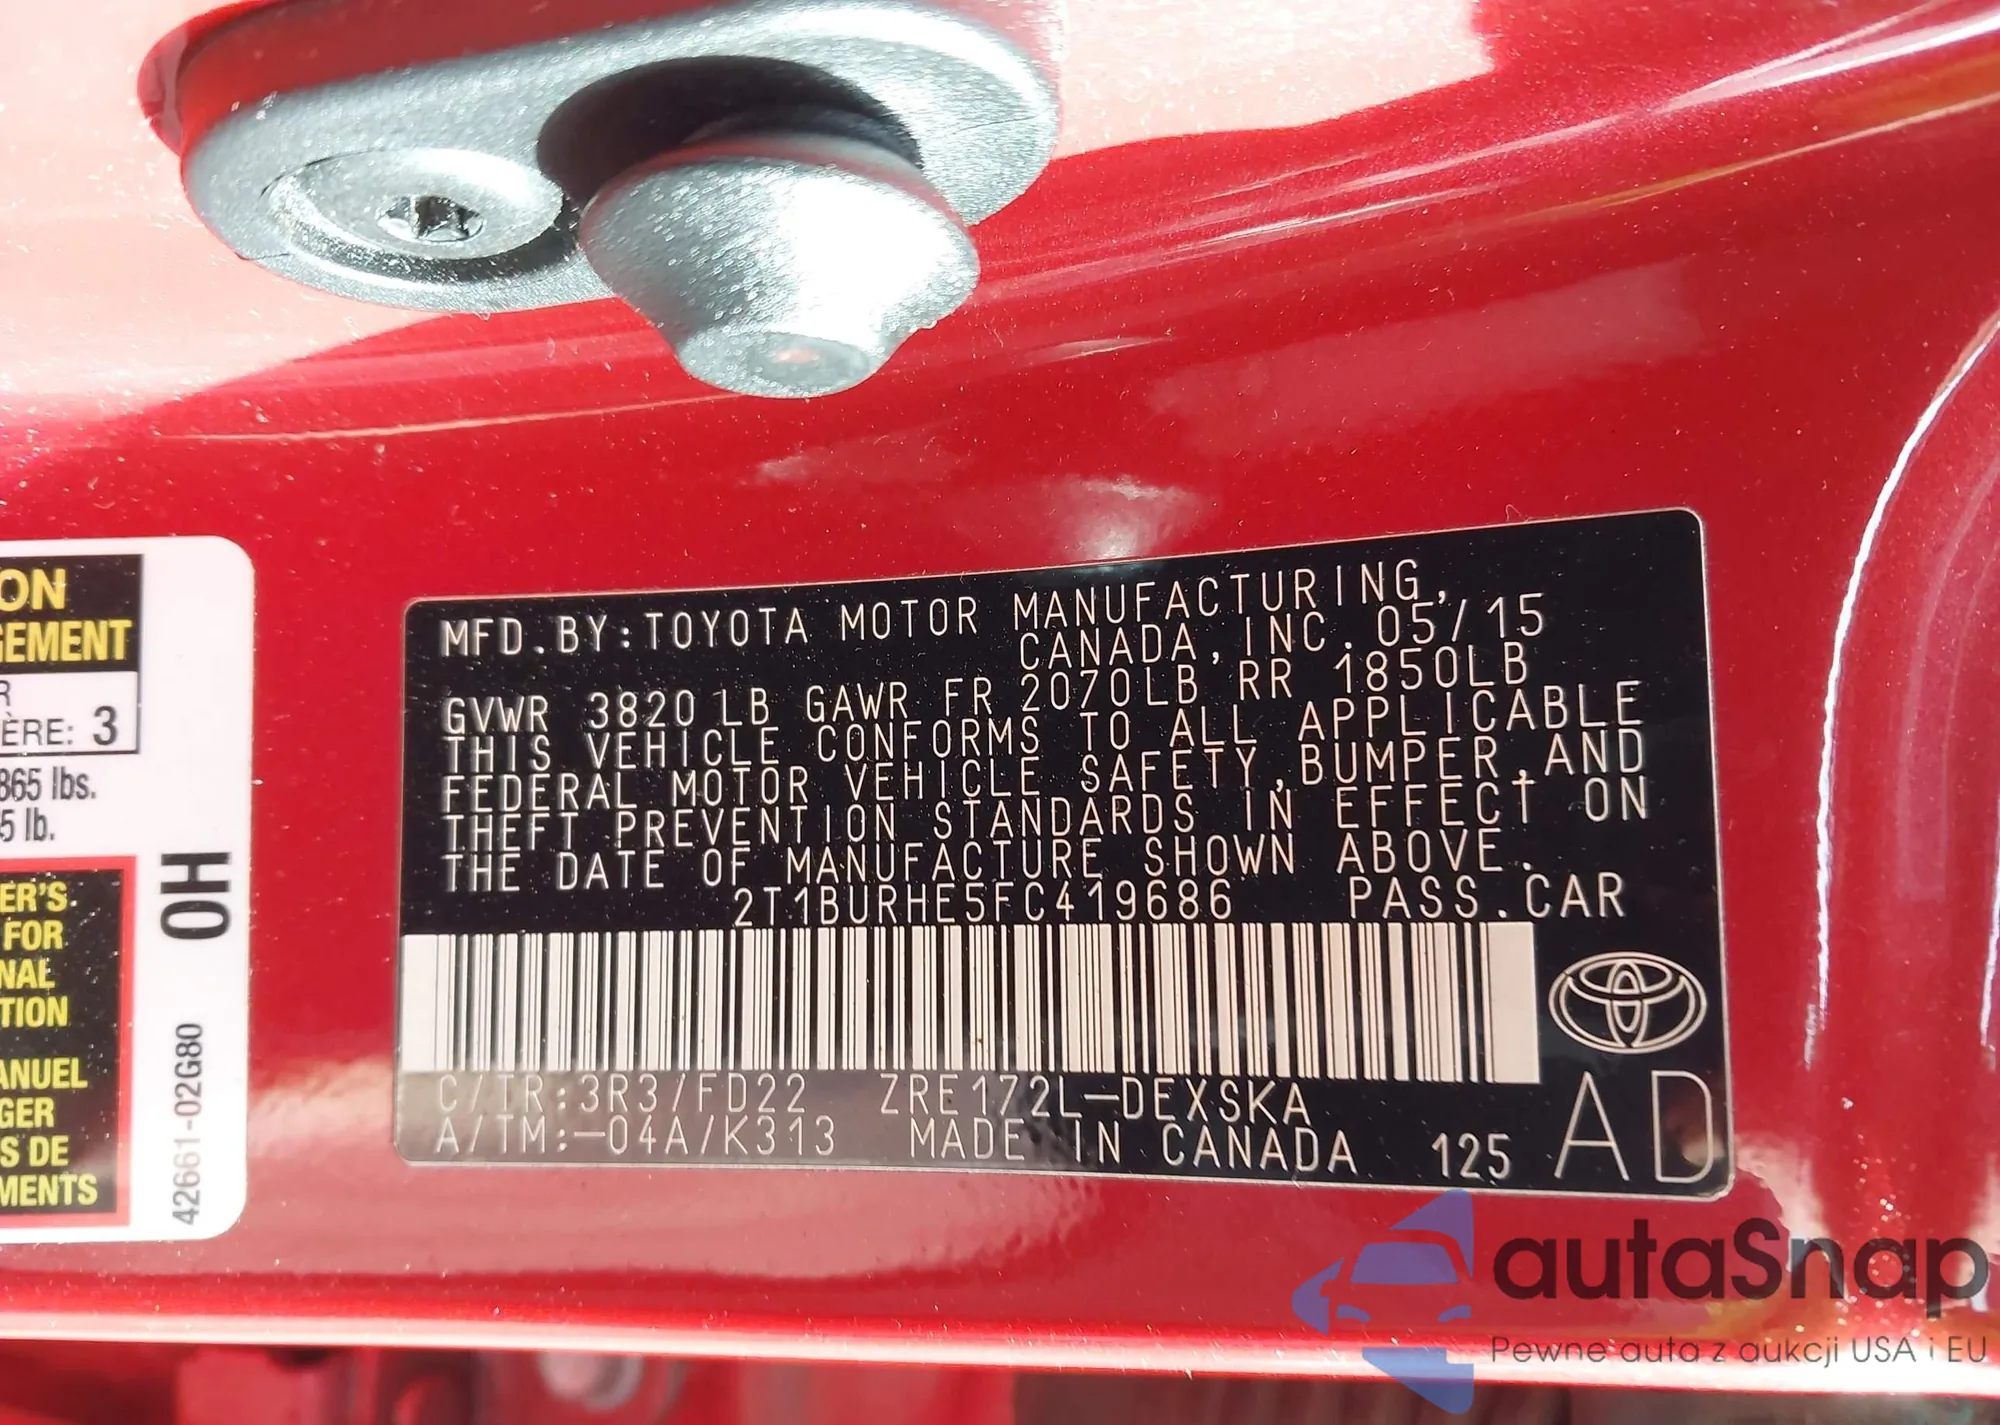 ON
GEMENT
R
ÈRE: 3
865 lbs.
5 lb.
ER'S
FOR
NAL
TION
ANUEL
GER
S DE
MENTS
OH
42661-02G80
MFD.BY:TOYOTA MOTOR MANUFACTURING,
CANADA,INC. 05/15
GVWR 3820LB GAWR FR 2070LB RR 1850LB
THIS VEHICLE CONFORMS TO ALL APPLICABLE
FEDERAL MOTOR VEHICLE SAFETY,BUMPER,AND
THEFT PREVENTION STANDARDS IN EFFECT ON
THE DATE OF MANUFACTURE SHOWN ABOVE.
2T1BURHE5FC419686 PASS.CAR
C/TR:3R3/FD22 ZRE172L-DEXSKA
A/TM:-04A/K313 MADE IN CANADA 125 AD
autaSnap
Pewne auta z aukcji USA i EU